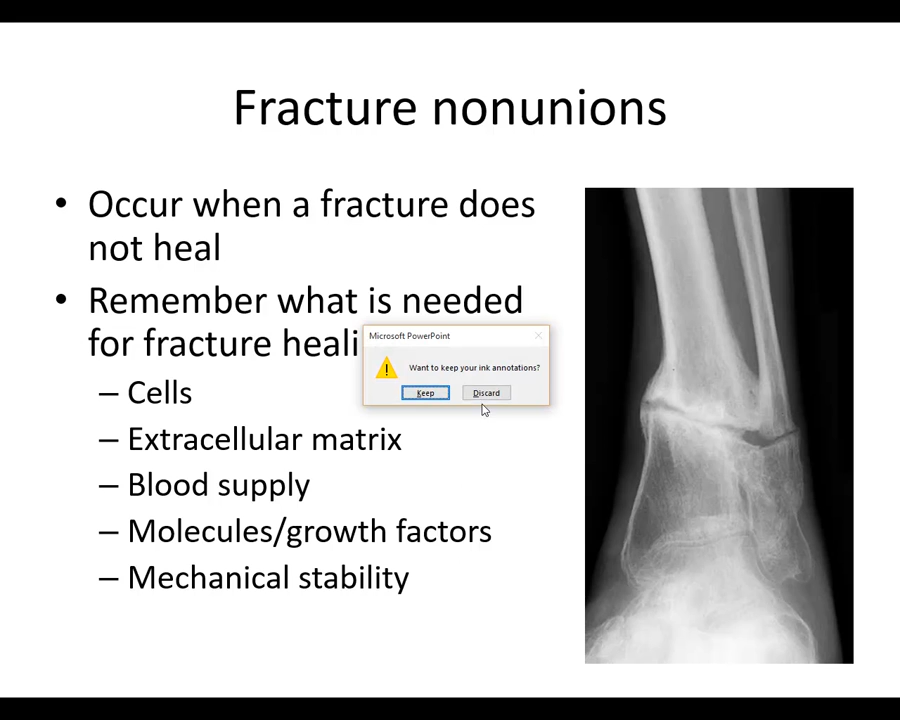 Fracture nonunions
• Occur when a fracture does
not heal
• Remember what is needed
for fracture heali
– Cells
– Extracellular matrix
– Blood supply
– Molecules/growth factors
– Mechanical stability
Microsoft PowerPoint
Want to keep your ink annotations?
Keep Discard